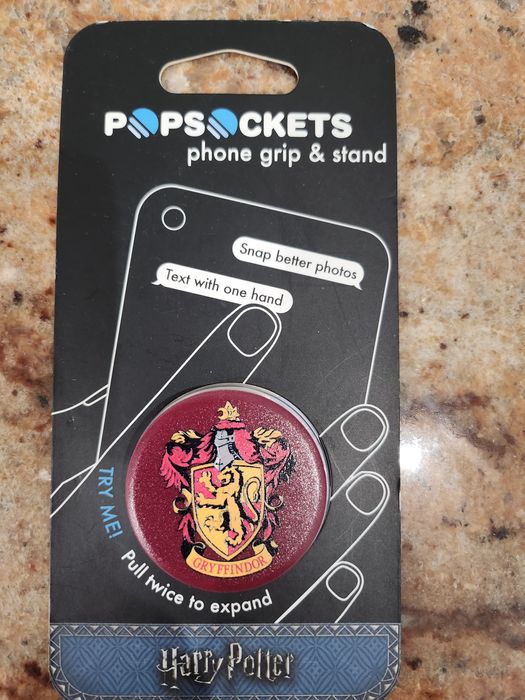 POPSOCKETS
phone grip & stand
Snap better photos
Text with one hand
GRYFFINDOR
TRY ME!
Pull twice to expand
Harry Potter